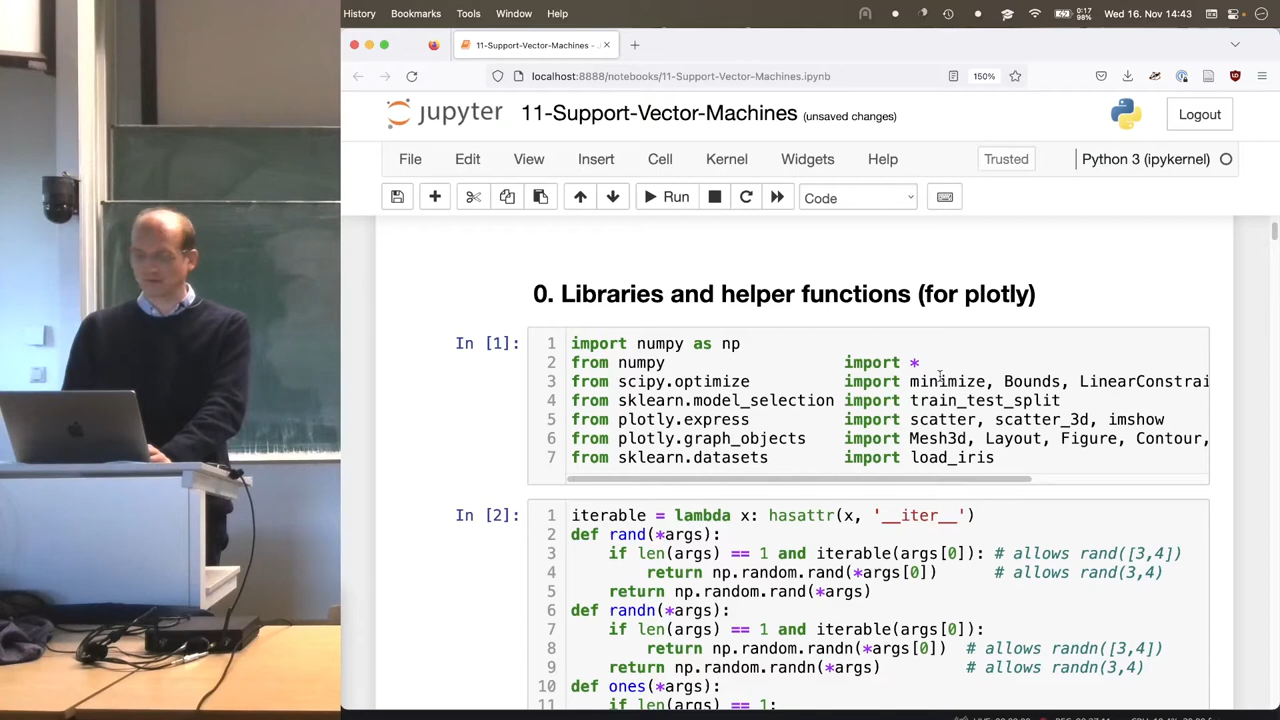 History Bookmarks Tools Window Help
0:17
98%
Wed 16. Nov 14:43
11-Support-Vector-Machines -
localhost:8888/notebooks/11-Support-Vector-Machines.ipynb
150%
jupyter 11-Support-Vector-Machines (unsaved changes)
Logout
File Edit View Insert Cell Kernel Widgets Help
Trusted
Python 3 (ipykernel)
Run
Code
0. Libraries and helper functions (for plotly)
In [1]:
1 import numpy as np
2 from numpy import *
3 from scipy.optimize import minimize, Bounds, LinearConstrai
4 from sklearn.model_selection import train_test_split
5 from plotly.express import scatter, scatter_3d, imshow
6 from plotly.graph_objects import Mesh3d, Layout, Figure, Contour,
7 from sklearn.datasets import load_iris
In [2]:
1 iterable = lambda x: hasattr(x, '__iter__')
2 def rand(*args):
3 if len(args) == 1 and iterable(args[0]): # allows rand([3,4])
4 return np.random.rand(*args[0]) # allows rand(3,4)
5 return np.random.rand(*args)
6 def randn(*args):
7 if len(args) == 1 and iterable(args[0]):
8 return np.random.randn(*args[0]) # allows randn([3,4])
9 return np.random.randn(*args) # allows randn(3,4)
10 def ones(*args):
11 if len(args) == 1: